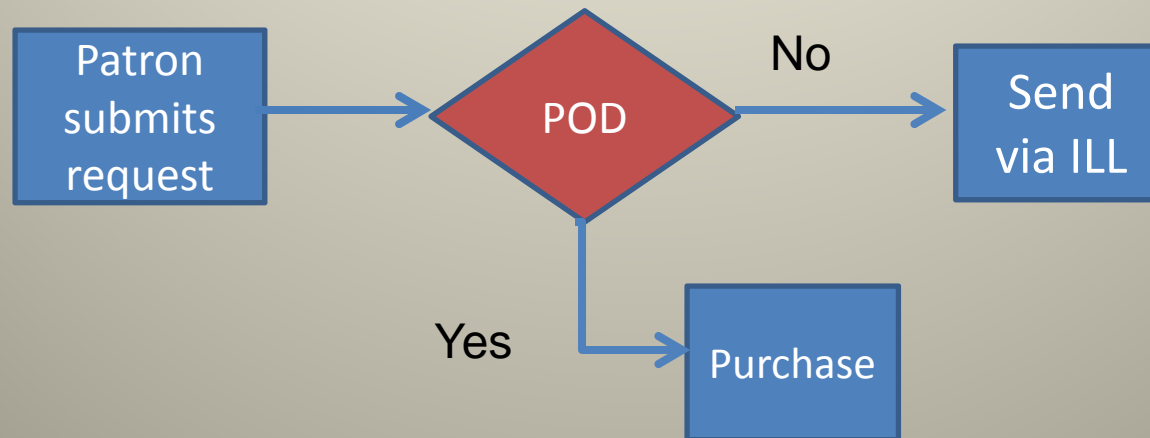 Patron
submits
request
POD
No
Send
via ILL
Yes
Purchase